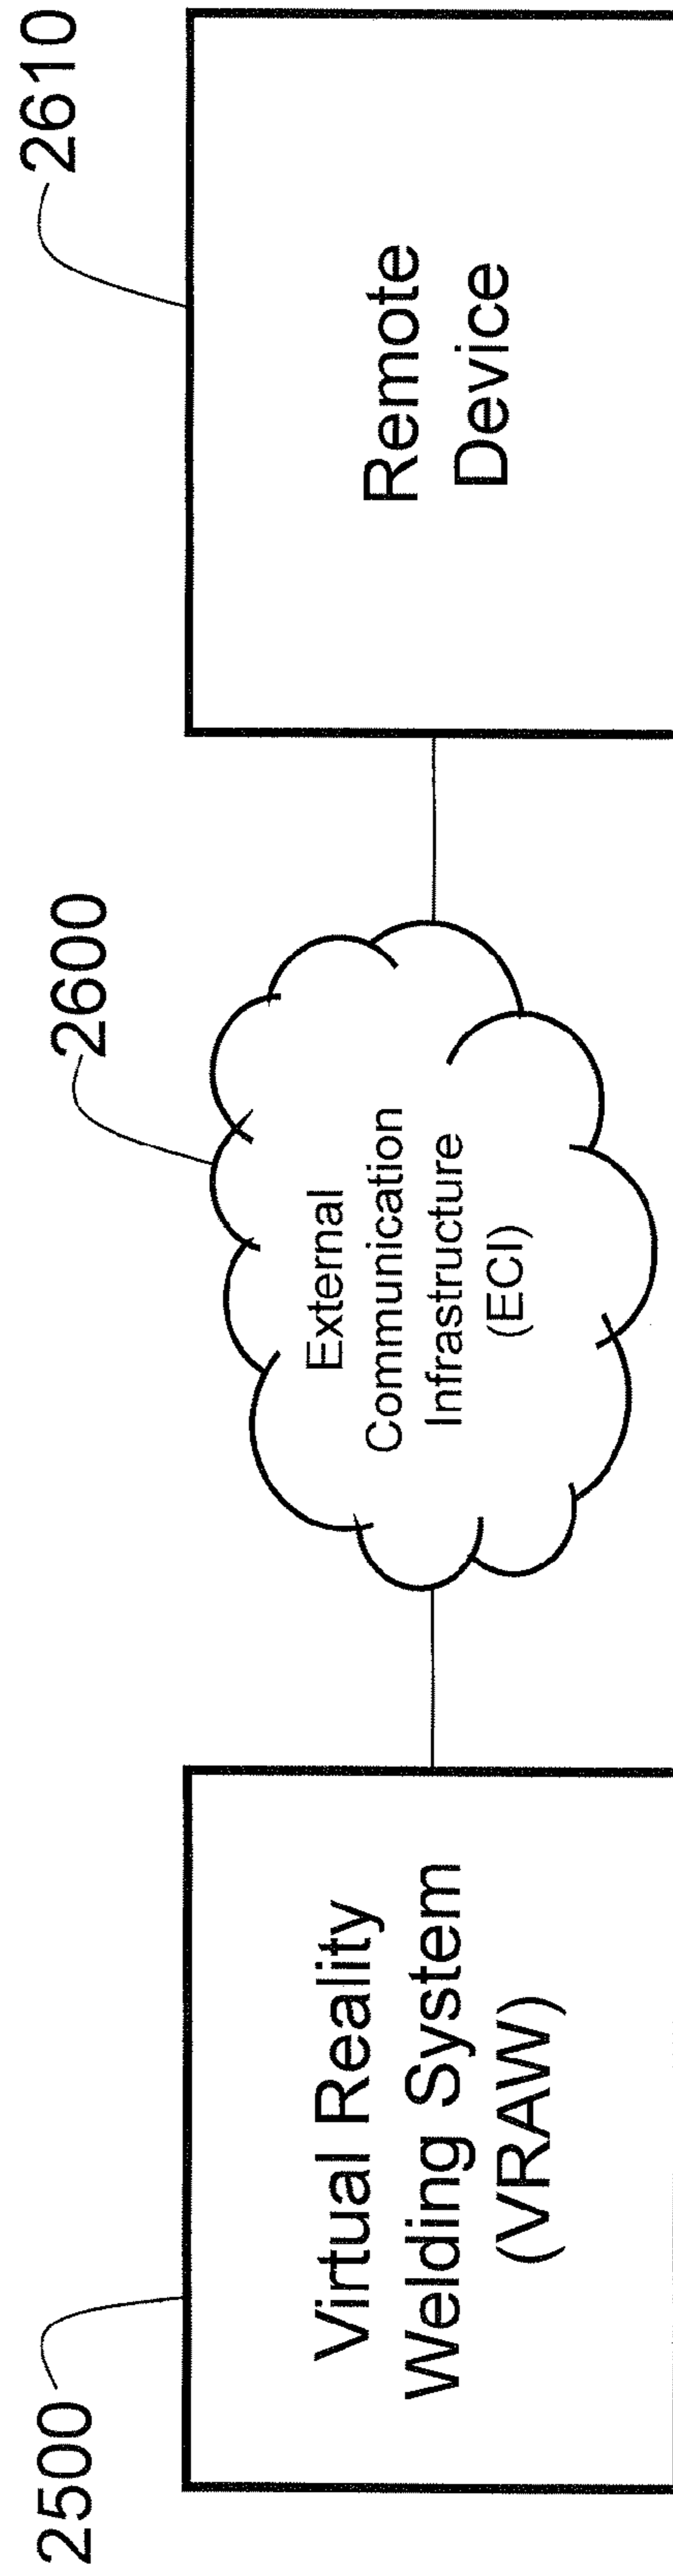 2500
Virtual Reality
Welding System
(VRAW)
2600
External
Communication
Infrastructure
(ECI)
2610
Remote
Device